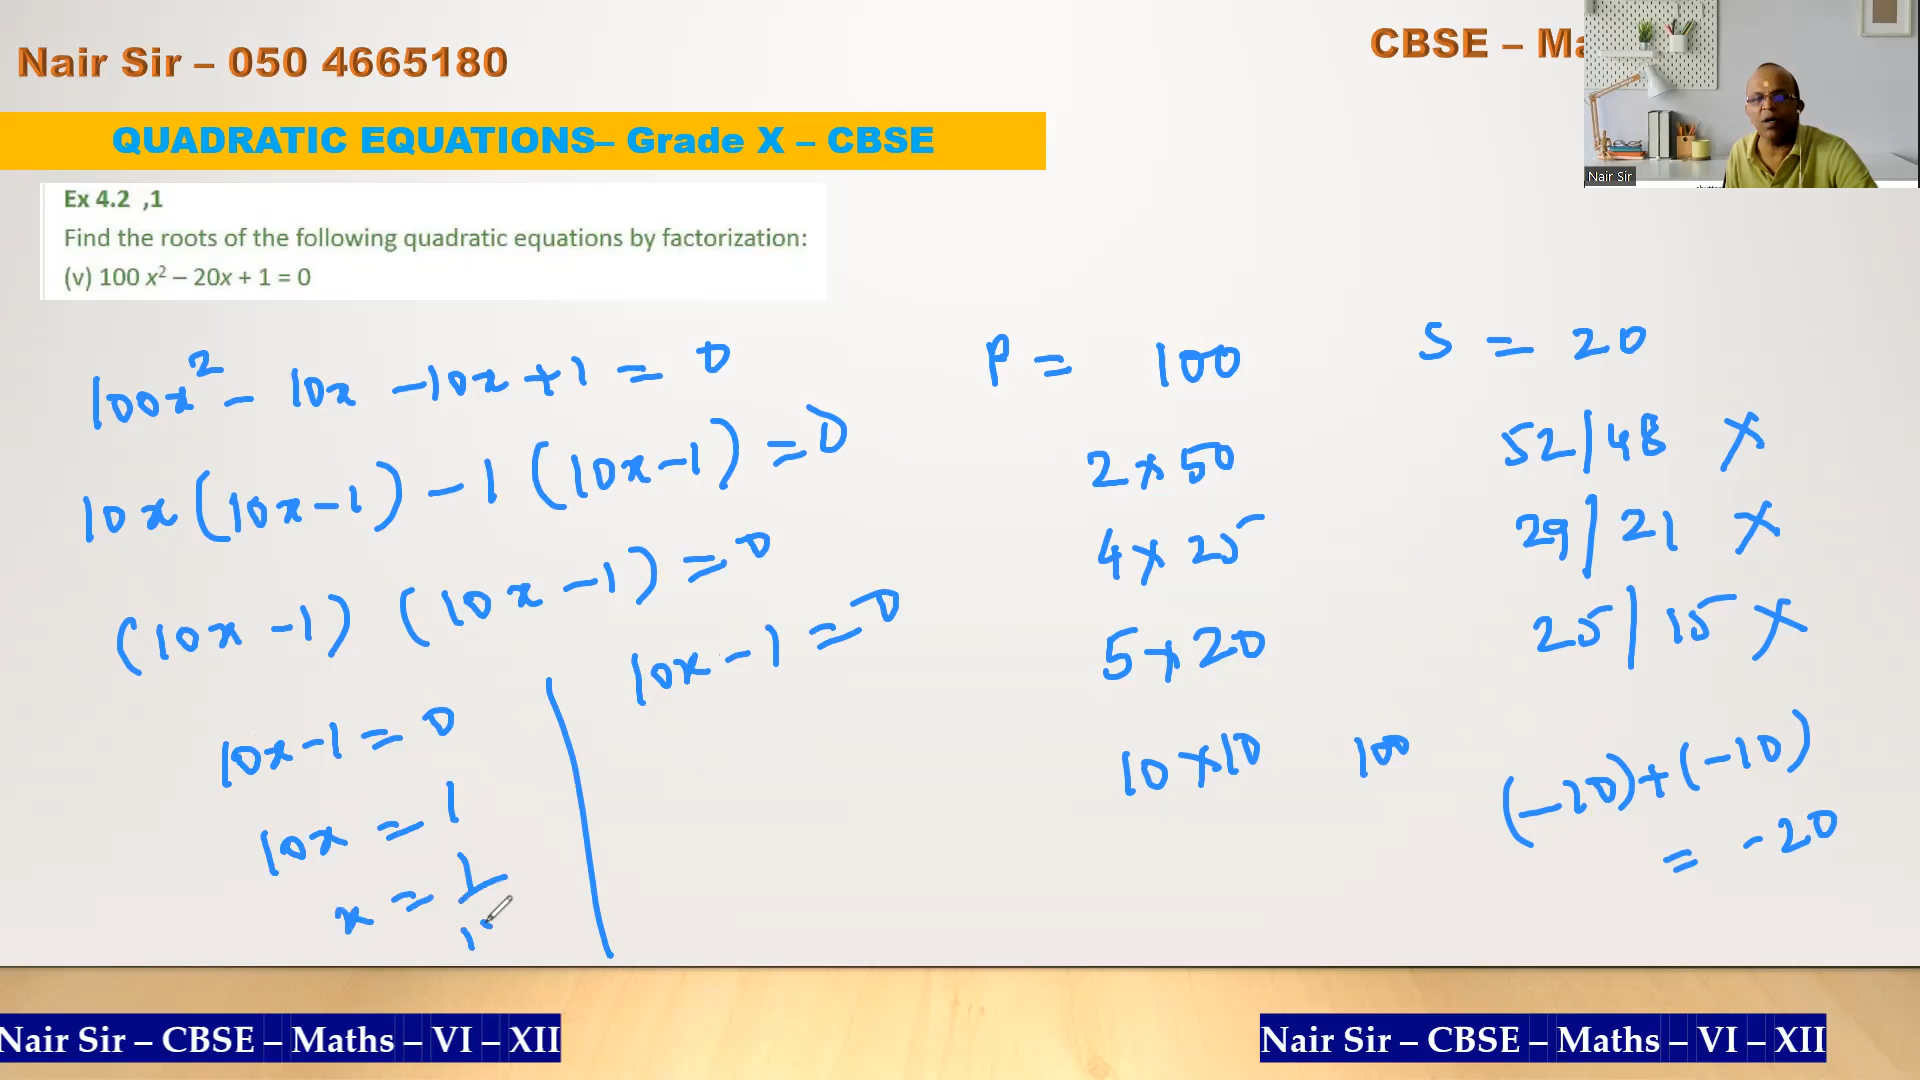 Nair Sir – 050 4665180
CBSE – Ma
Nair Sir
QUADRATIC EQUATIONS– Grade X – CBSE
Ex 4.2 ,1
Find the roots of the following quadratic equations by factorization:
(v) 100 x² – 20x + 1 = 0
100x² - 10x - 10x + 1 = 0
10x (10x - 1) - 1 (10x - 1) = 0
(10x - 1) (10x - 1) = 0
10x - 1 = 0
10x = 1
x = 1/10
10x - 1 = 0
P = 100
S = 20
2 x 50
52 | 48 X
4 x 25
29 | 21 X
5 x 20
25 | 15 X
10 x 10 100
(-20) + (-10)
= -20
Nair Sir – CBSE – Maths – VI – XII
Nair Sir – CBSE – Maths – VI – XII